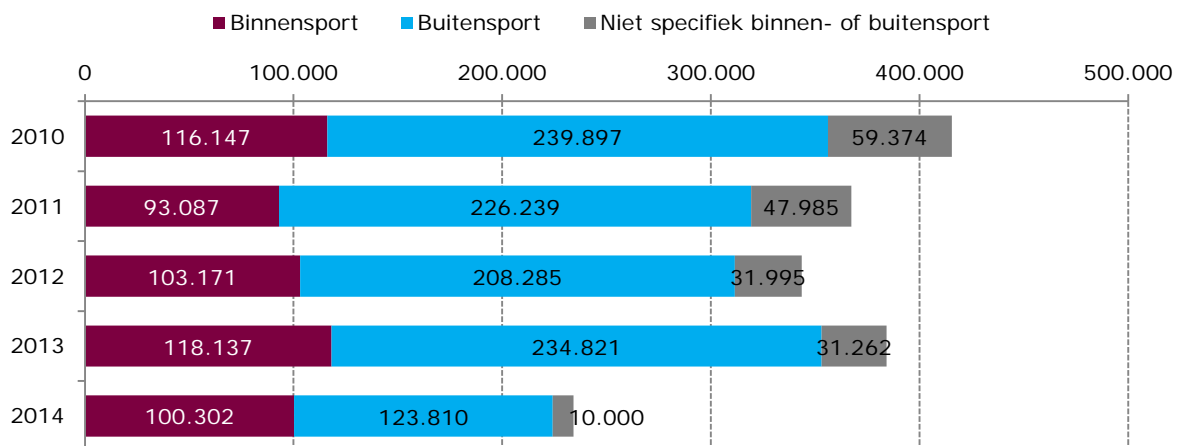 Binnensport Buitensport Niet specifiek binnen- of buitensport
0 100.000 200.000 300.000 400.000 500.000
2010 116.147 239.897 59.374
2011 93.087 226.239 47.985
2012 103.171 208.285 31.995
2013 118.137 234.821 31.262
2014 100.302 123.810 10.000